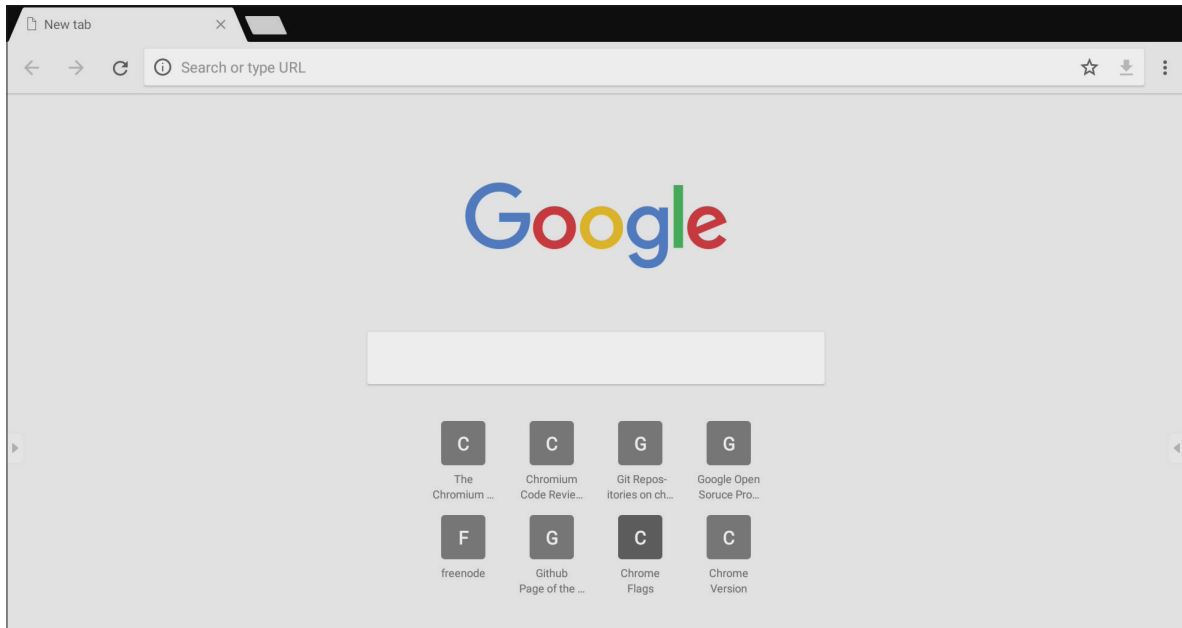 New tab
Search or type URL
Google
C C G G
The
Chromium ...
Chromium
Code Revie...
Git Repos-
itories on ch...
Google Open
Soruce Pro...
F G C C
freenode
Github
Page of the ...
Chrome
Flags
Chrome
Version